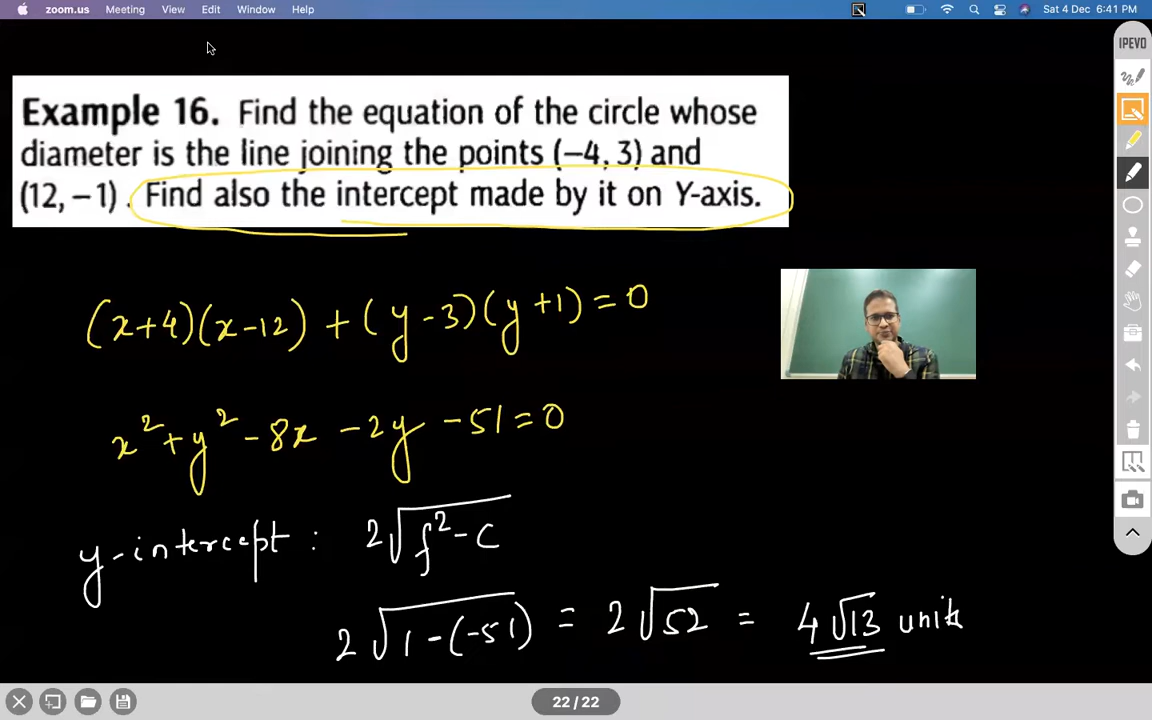 zoom.us Meeting View Edit Window Help Sat 4 Dec 6:41 PM
IPEVO
Example 16. Find the equation of the circle whose
diameter is the line joining the points (−4, 3) and
(12, −1) . Find also the intercept made by it on Y-axis.
(x+4)(x-12) + (y-3)(y+1) = 0
x² + y² - 8x - 2y - 51 = 0
y-intercept : 2√(f² - c)
2√(1-(-51)) = 2√52 = 4√13 units
22 / 22